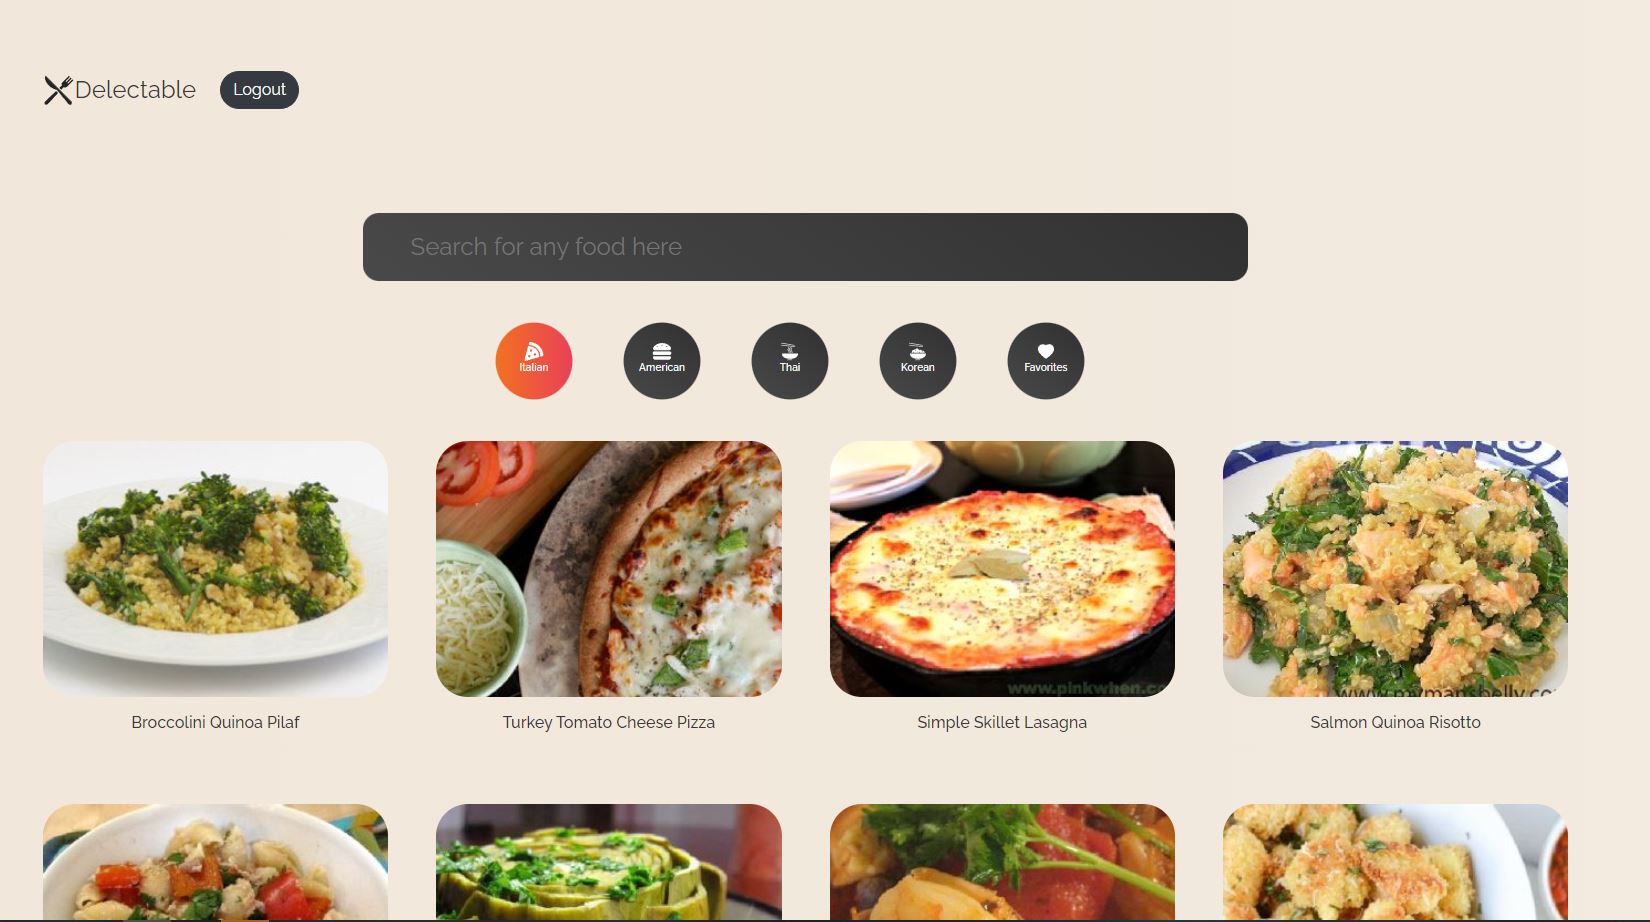 Delectable
Logout
Search for any food here
Italian
American
Thai
Korean
Favorites
www.pinkwhen.c
www.mymansbelly.co
Broccolini Quinoa Pilaf
Turkey Tomato Cheese Pizza
Simple Skillet Lasagna
Salmon Quinoa Risotto